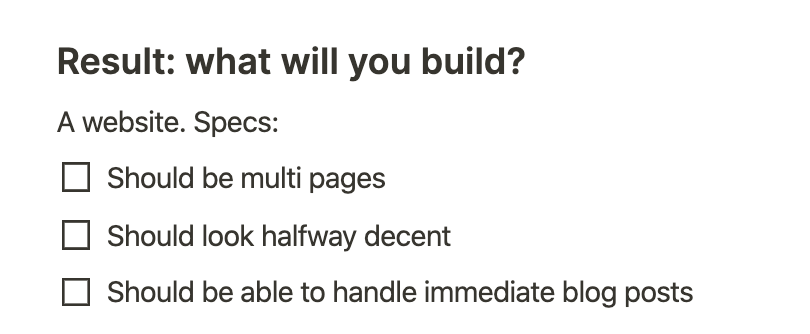 Result: what will you build?
A website. Specs:
Should be multi pages
Should look halfway decent
Should be able to handle immediate blog posts